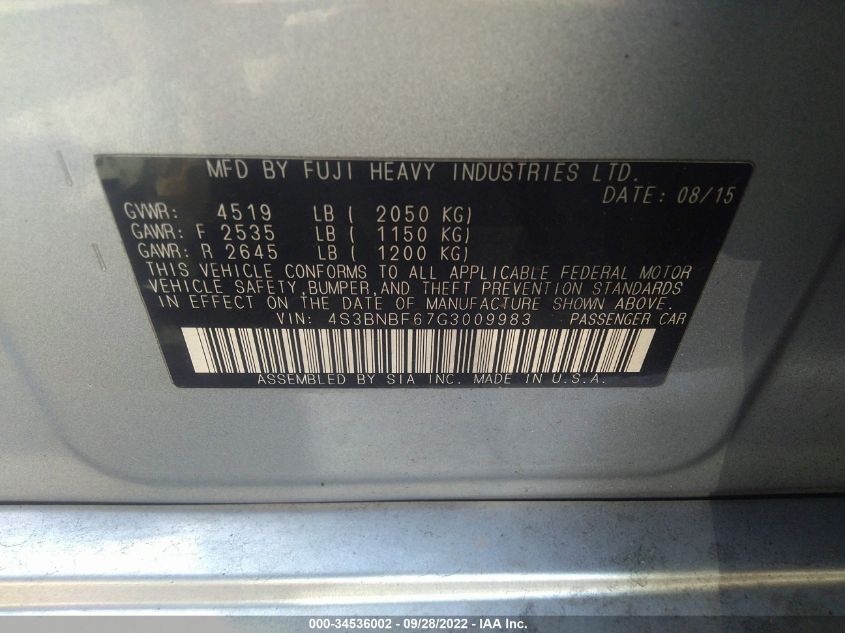 MFD BY FUJI HEAVY INDUSTRIES LTD.
DATE: 08/15
GVWR: 4519 LB ( 2050 KG)
GAWR: F 2535 LB ( 1150 KG)
GAWR: R 2645 LB ( 1200 KG)
THIS VEHICLE CONFORMS TO ALL APPLICABLE FEDERAL MOTOR
VEHICLE SAFETY,BUMPER,AND THEFT PREVENTION STANDARDS
IN EFFECT ON THE DATE OF MANUFACTURE SHOWN ABOVE.
VIN: 4S3BNBF67G3009983 PASSENGER CAR
ASSEMBLED BY SIA INC. MADE IN U.S.A.
000-34536002 - 09/28/2022 - IAA Inc.